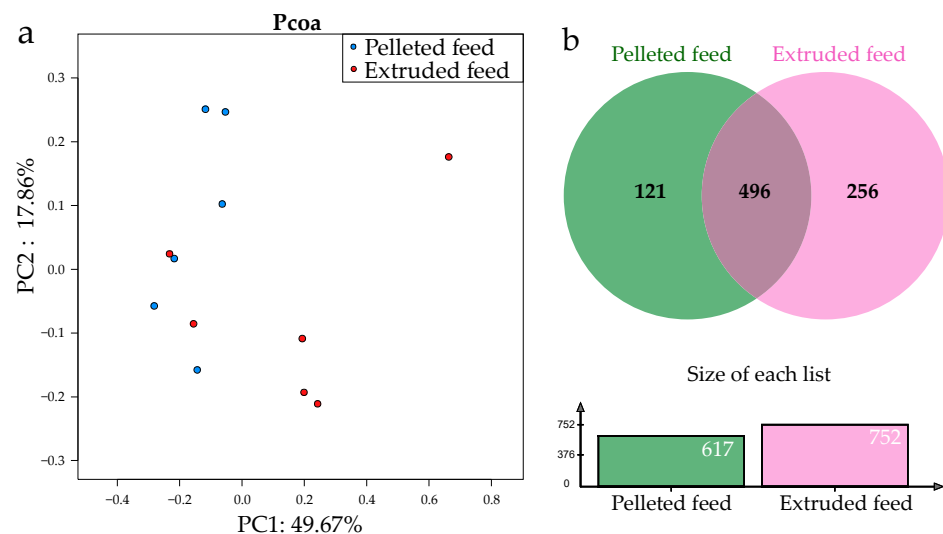 a
Pcoa
Pelleted feed
Extruded feed
0.3
0.2
0.1
0.0
−0.1
−0.2
−0.3
PC2 : 17.86%
−0.4
−0.2
0.0
0.2
0.4
0.6
0.8
PC1: 49.67%
b
Pelleted feed
Extruded feed
121
496
256
Size of each list
752
376
0
617
752
Pelleted feed
Extruded feed